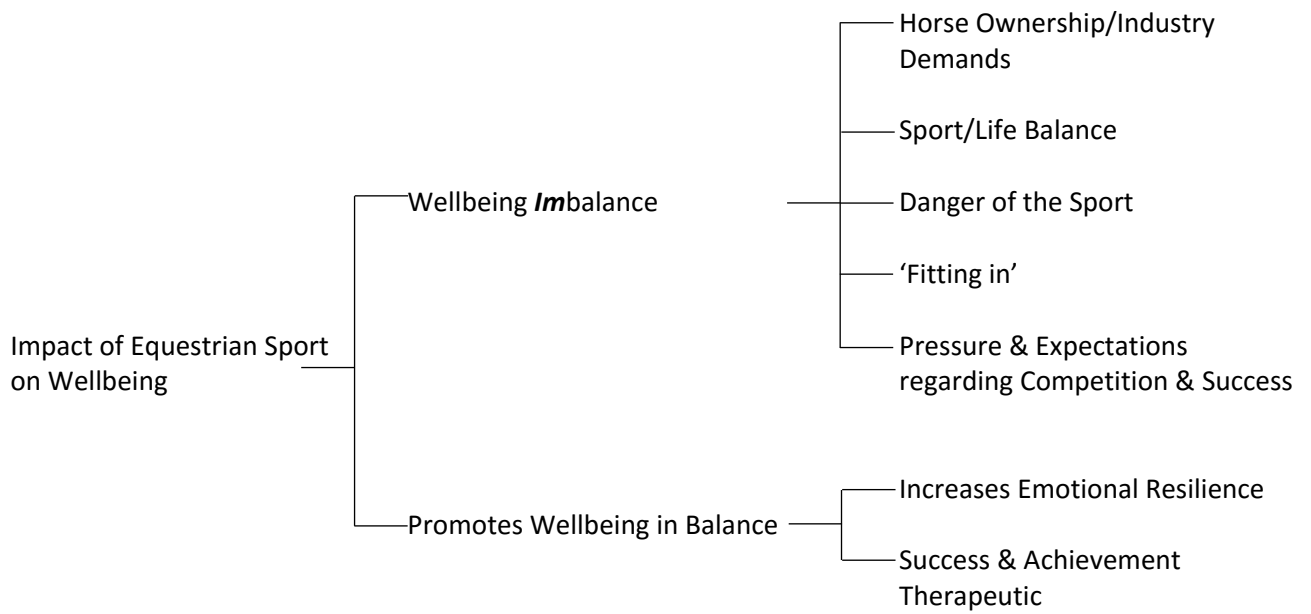 Horse Ownership/Industry
Demands
Sport/Life Balance
Wellbeing Imbalance
Danger of the Sport
‘Fitting in’
Impact of Equestrian Sport
on Wellbeing
Pressure & Expectations
regarding Competition & Success
Increases Emotional Resilience
Promotes Wellbeing in Balance
Success & Achievement
Therapeutic